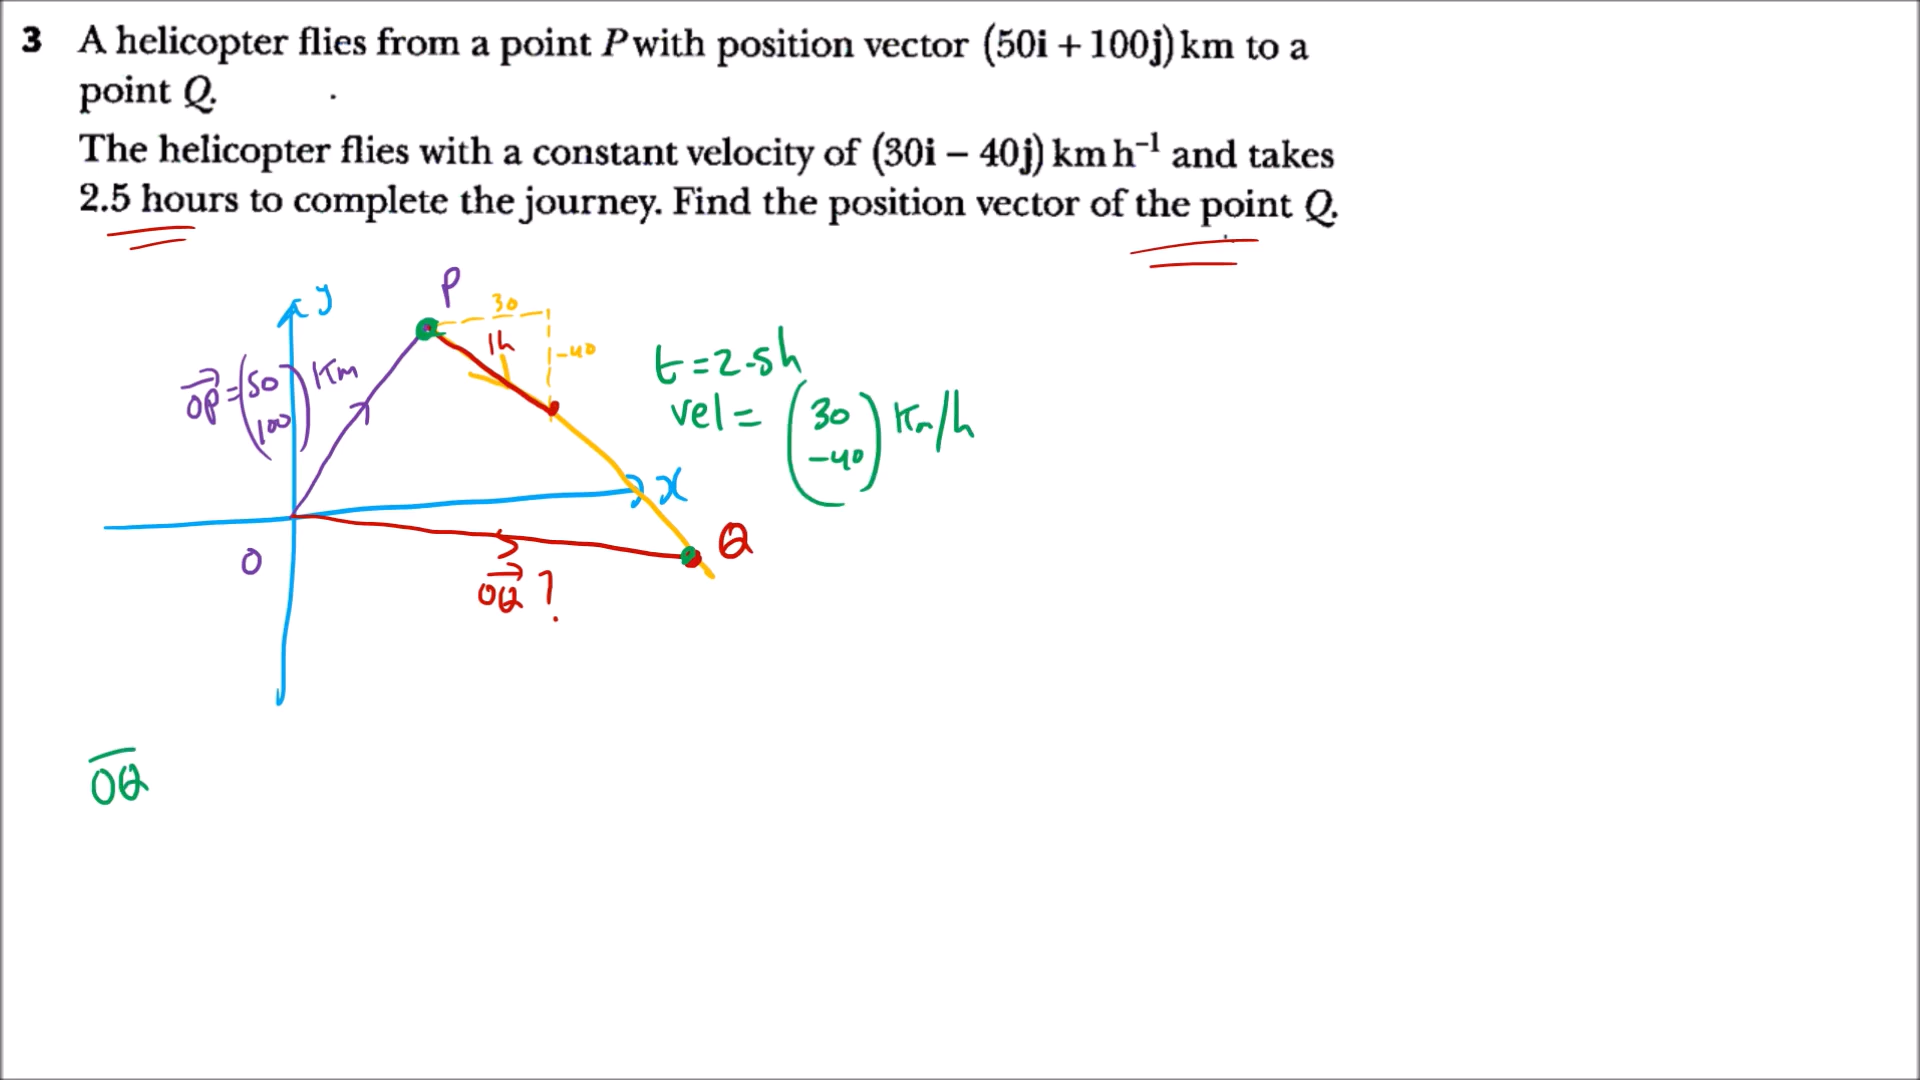 3 A helicopter flies from a point P with position vector (50i + 100j) km to a
point Q.
The helicopter flies with a constant velocity of (30i – 40j) km h⁻¹ and takes
2.5 hours to complete the journey. Find the position vector of the point Q.
y
P
30
1h
-40
OP = (50 100) Km
t = 2.5h
vel = (30 -40) Km/h
x
O
Q
OQ ?
OQ